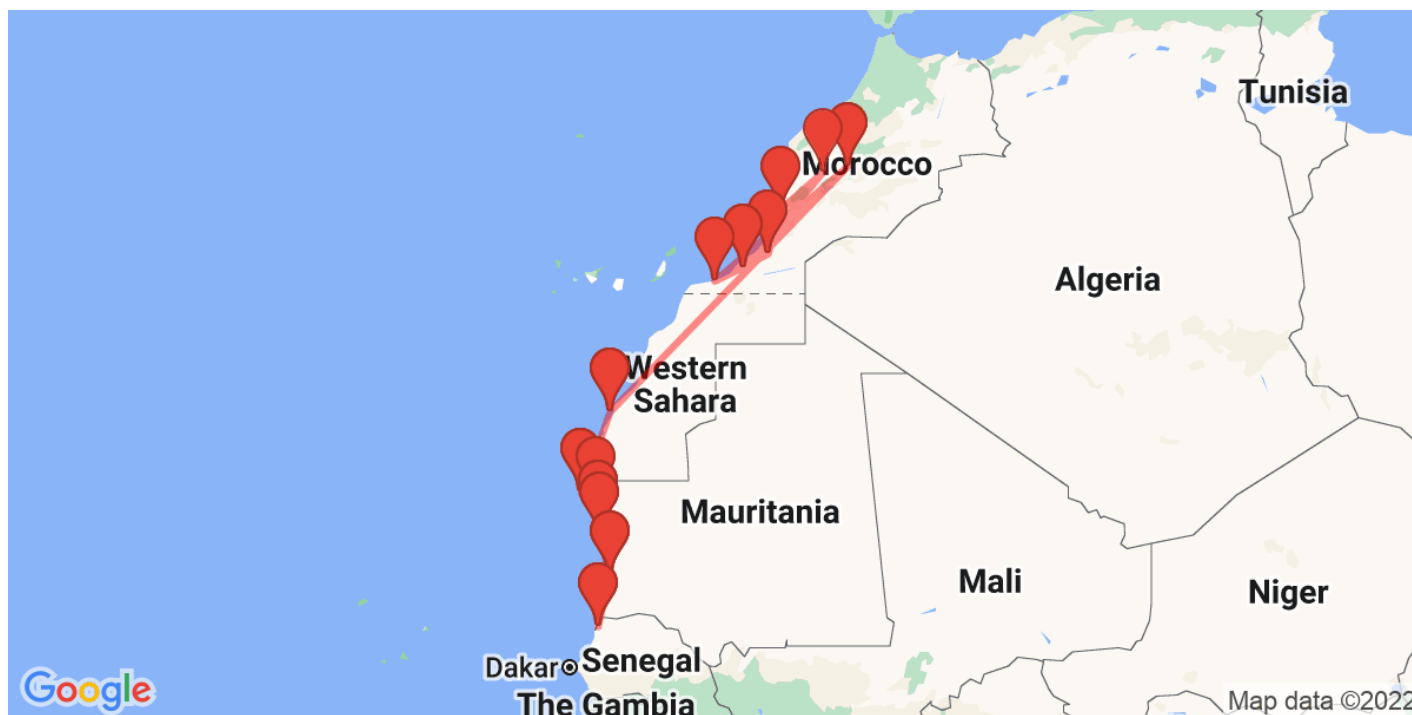 Tunisia
Morocco
Algeria
Western
Sahara
Mauritania
Mali
Niger
Dakar
Senegal
The Gambia
Google
Map data ©2022